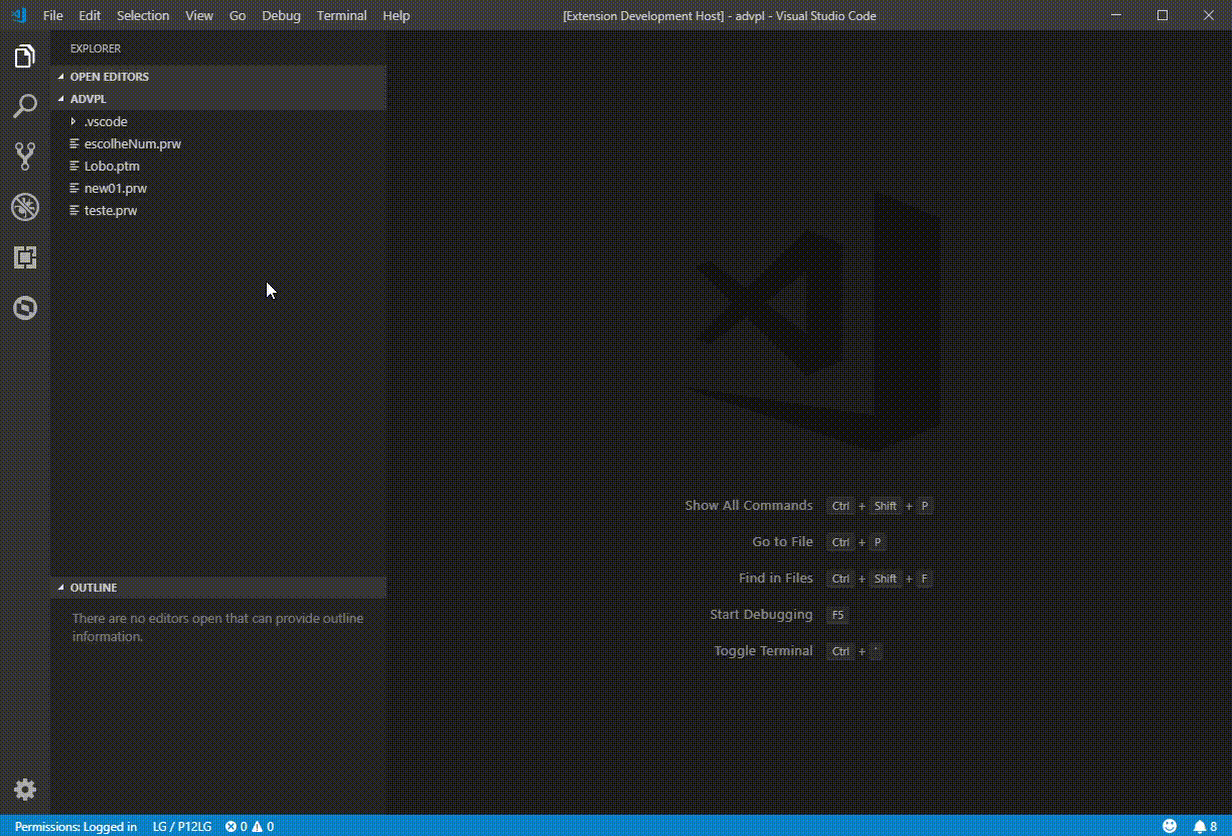 File Edit Selection View Go Debug Terminal Help [Extension Development Host] - advpl - Visual Studio Code
EXPLORER
OPEN EDITORS
ADVPL
.vscode
escolheNum.prw
Lobo.ptm
new01.prw
teste.prw
Show All Commands Ctrl + Shift + P
Go to File Ctrl + P
Find in Files Ctrl + Shift + F
Start Debugging F5
Toggle Terminal Ctrl + `
OUTLINE
There are no editors open that can provide outline
information.
Permissions: Logged in LG / P12LG 0 0 8